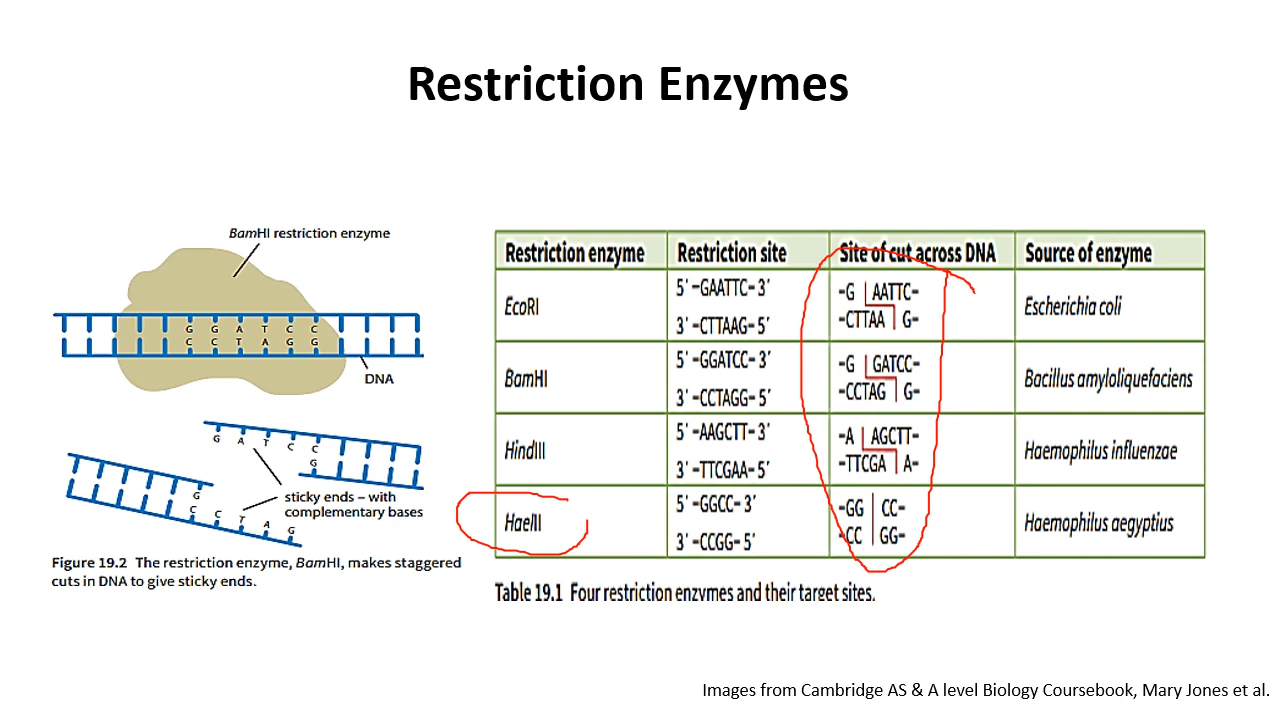 Restriction Enzymes
BamHI restriction enzyme
G G A T C C
C C T A G G
DNA
G A T C C
G
G
C C T A G
sticky ends – with
complementary bases
Figure 19.2 The restriction enzyme, BamHI, makes staggered
cuts in DNA to give sticky ends.
Restriction enzyme Restriction site Site of cut across DNA Source of enzyme
EcoRI 5' -GAATTC- 3' -G AATTC- Escherichia coli
3' -CTTAAG- 5' -CTTAA G-
BamHI 5' -GGATCC- 3' -G GATCC- Bacillus amyloliquefaciens
3' -CCTAGG- 5' -CCTAG G-
HindIII 5' -AAGCTT- 3' -A AGCTT- Haemophilus influenzae
3' -TTCGAA- 5' -TTCGA A-
HaeIII 5' -GGCC- 3' -GG CC- Haemophilus aegyptius
3' -CCGG- 5' -CC GG-
Table 19.1 Four restriction enzymes and their target sites.
Images from Cambridge AS & A level Biology Coursebook, Mary Jones et al.